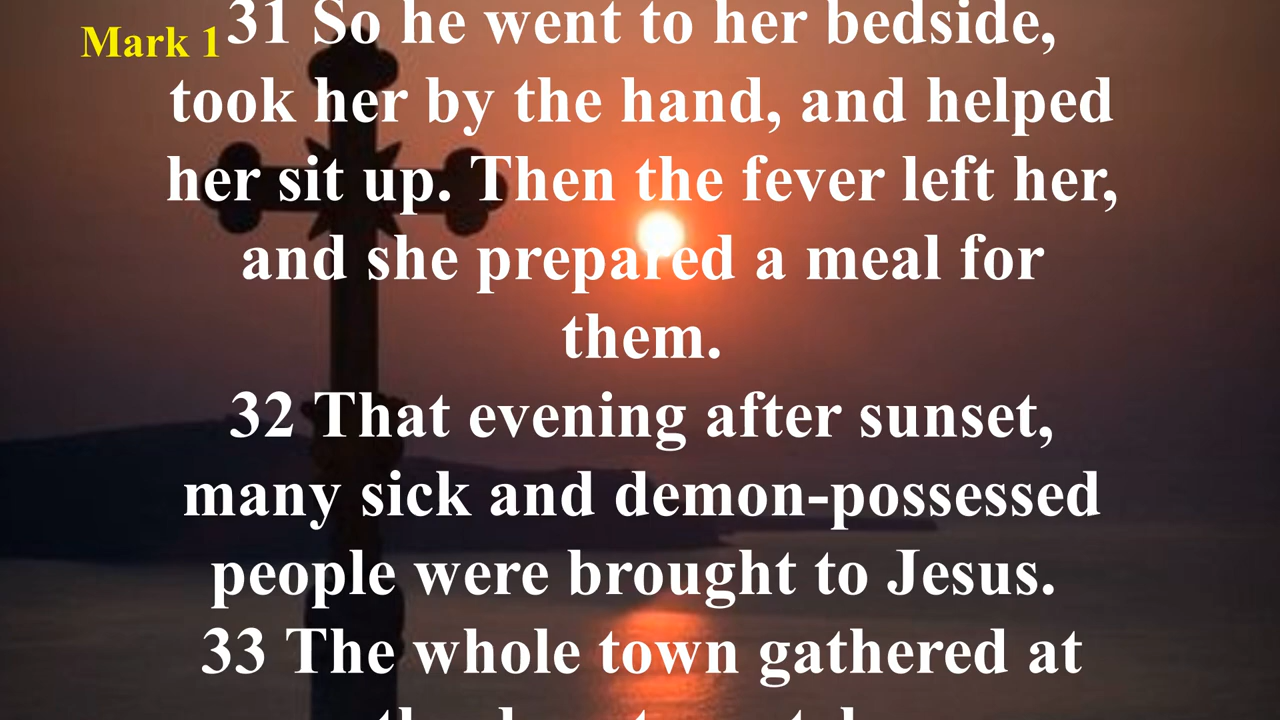 Mark 1
31 So he went to her bedside,
took her by the hand, and helped
her sit up. Then the fever left her,
and she prepared a meal for
them.
32 That evening after sunset,
many sick and demon-possessed
people were brought to Jesus.
33 The whole town gathered at